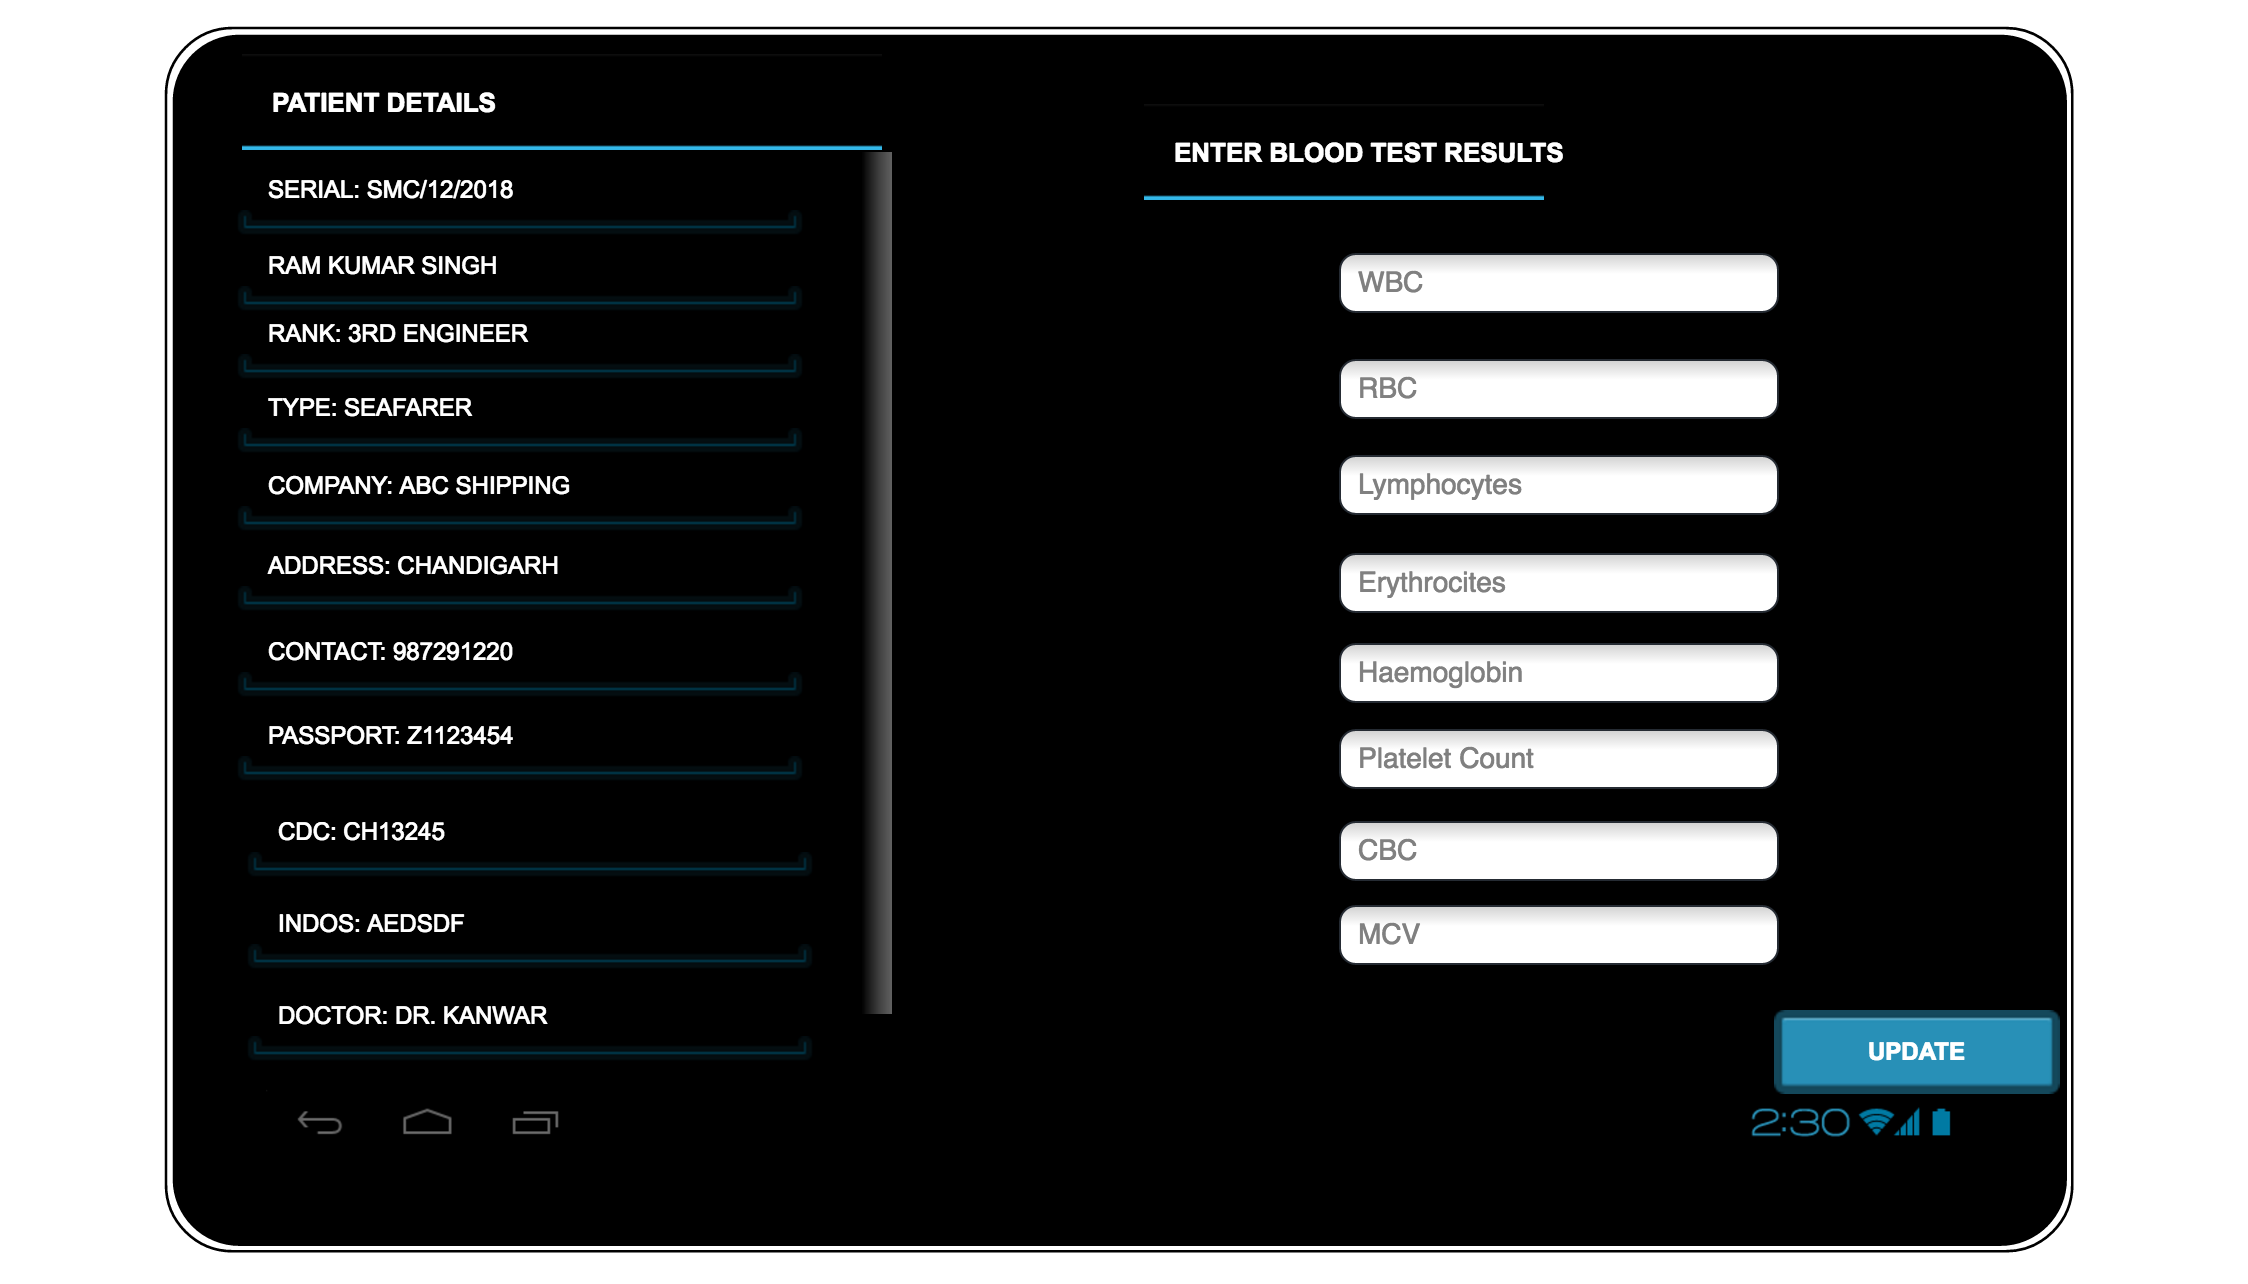 PATIENT DETAILS
SERIAL: SMC/12/2018
RAM KUMAR SINGH
RANK: 3RD ENGINEER
TYPE: SEAFARER
COMPANY: ABC SHIPPING
ADDRESS: CHANDIGARH
CONTACT: 987291220
PASSPORT: Z1123454
CDC: CH13245
INDOS: AEDSDF
DOCTOR: DR. KANWAR
ENTER BLOOD TEST RESULTS
WBC
RBC
Lymphocytes
Erythrocites
Haemoglobin
Platelet Count
CBC
MCV
UPDATE
2:30